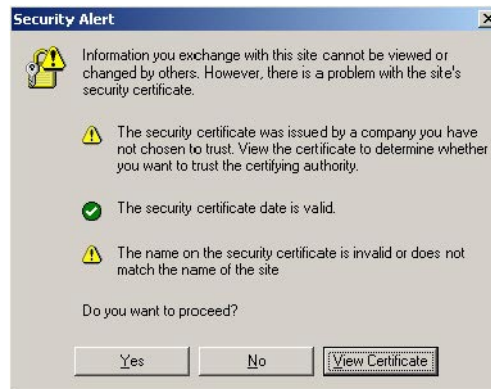 Security Alert
Information you exchange with this site cannot be viewed or
changed by others. However, there is a problem with the site's
security certificate.
The security certificate was issued by a company you have
not chosen to trust. View the certificate to determine whether
you want to trust the certifying authority.
The security certificate date is valid.
The name on the security certificate is invalid or does not
match the name of the site
Do you want to proceed?
Yes
No
View Certificate